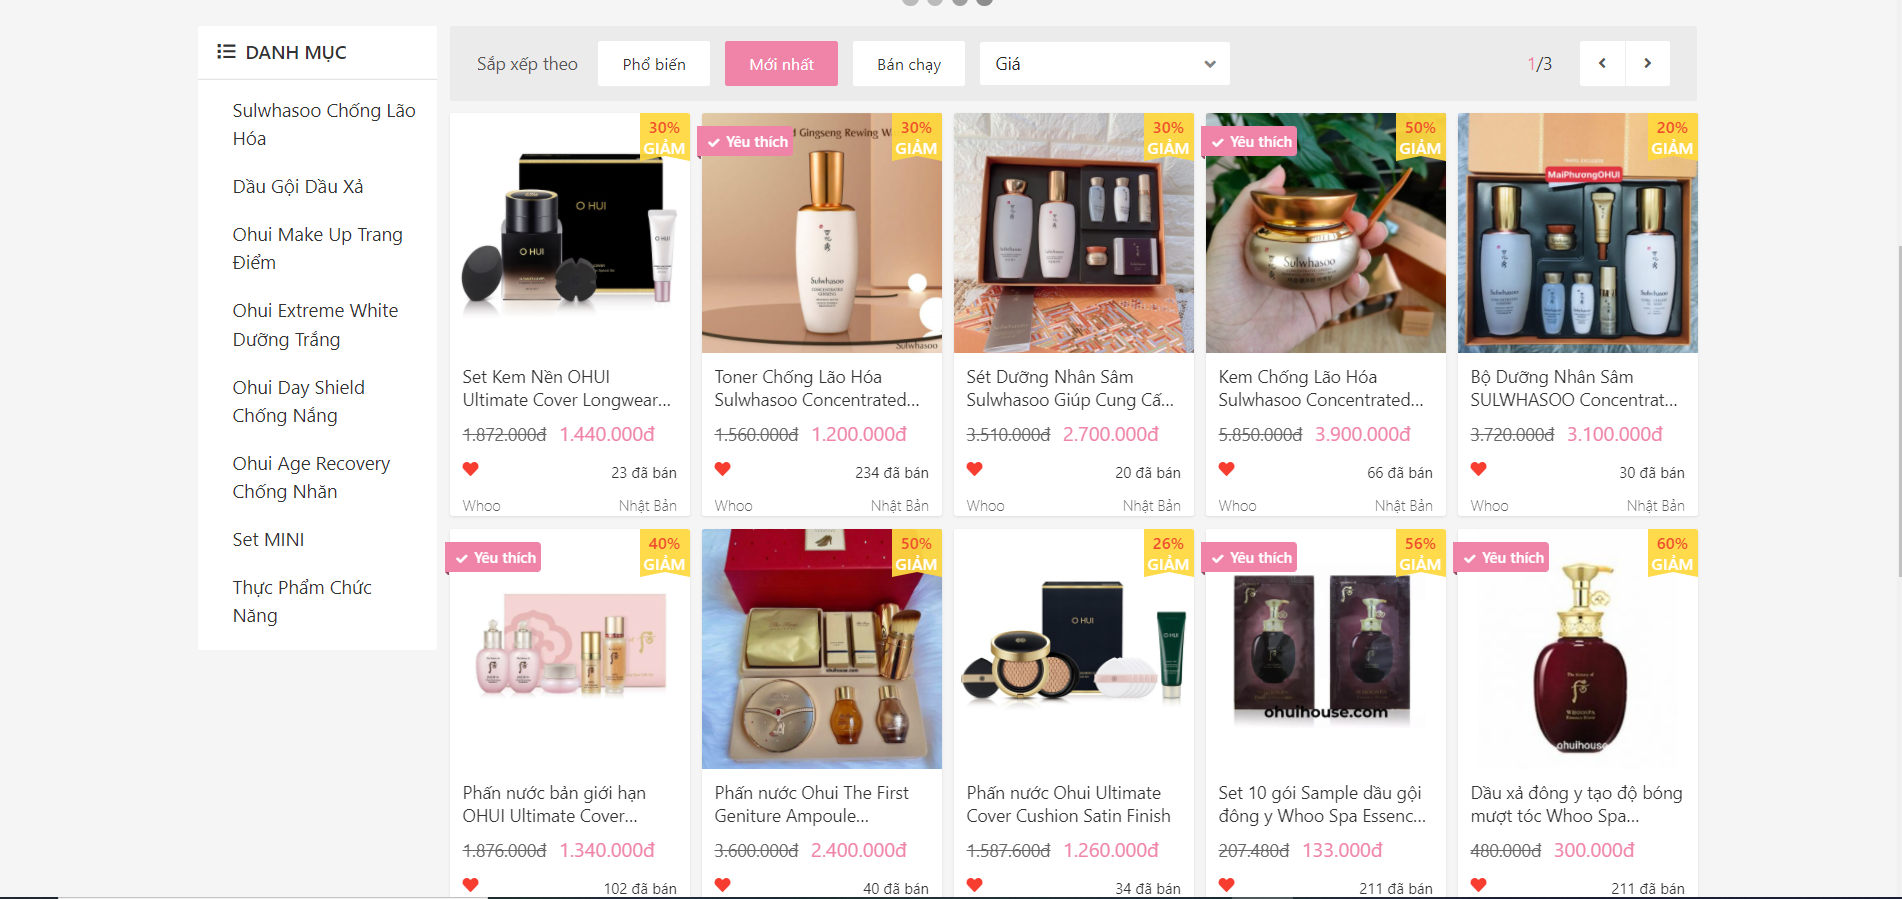 DANH MỤC
Sulwhasoo Chống Lão
Hóa
Dầu Gội Dầu Xả
Ohui Make Up Trang
Điểm
Ohui Extreme White
Dưỡng Trắng
Ohui Day Shield
Chống Nắng
Ohui Age Recovery
Chống Nhăn
Set MINI
Thực Phẩm Chức
Năng
Sắp xếp theo
Phổ biến
Mới nhất
Bán chạy
Giá
1/3
30%
GIẢM
O HUI
O HUI
Set Kem Nền OHUI
Ultimate Cover Longwear...
1.872.000đ 1.440.000đ
23 đã bán
Whoo Nhật Bản
Yêu thích
30%
GIẢM
d Gingseng Rewing Wa
Sulwhasoo
Sulwhasoo
Toner Chống Lão Hóa
Sulwhasoo Concentrated...
1.560.000đ 1.200.000đ
234 đã bán
Whoo Nhật Bản
30%
GIẢM
Sét Dưỡng Nhân Sâm
Sulwhasoo Giúp Cung Cấ...
3.510.000đ 2.700.000đ
20 đã bán
Whoo Nhật Bản
Yêu thích
50%
GIẢM
Sulwhasoo
Kem Chống Lão Hóa
Sulwhasoo Concentrated...
5.850.000đ 3.900.000đ
66 đã bán
Whoo Nhật Bản
20%
GIẢM
MaiPhươngOHUI
Sulwhasoo
Sulwhasoo
Bộ Dưỡng Nhân Sâm
SULWHASOO Concentrat...
3.720.000đ 3.100.000đ
30 đã bán
Whoo Nhật Bản
Yêu thích
40%
GIẢM
Phấn nước bản giới hạn
OHUI Ultimate Cover...
1.876.000đ 1.340.000đ
102 đã bán
50%
GIẢM
ohuihouse.com
Phấn nước Ohui The First
Geniture Ampoule...
3.600.000đ 2.400.000đ
40 đã bán
26%
GIẢM
O HUI
O HUI
Phấn nước Ohui Ultimate
Cover Cushion Satin Finish
1.587.600đ 1.260.000đ
34 đã bán
Yêu thích
56%
GIẢM
ohuihouse.com
Set 10 gói Sample dầu gội
đông y Whoo Spa Essenc...
207.480đ 133.000đ
211 đã bán
Yêu thích
60%
GIẢM
The history of
WHOOSPA
ohuihouse
Dầu xả đông y tạo độ bóng
mượt tóc Whoo Spa...
480.000đ 300.000đ
211 đã bán